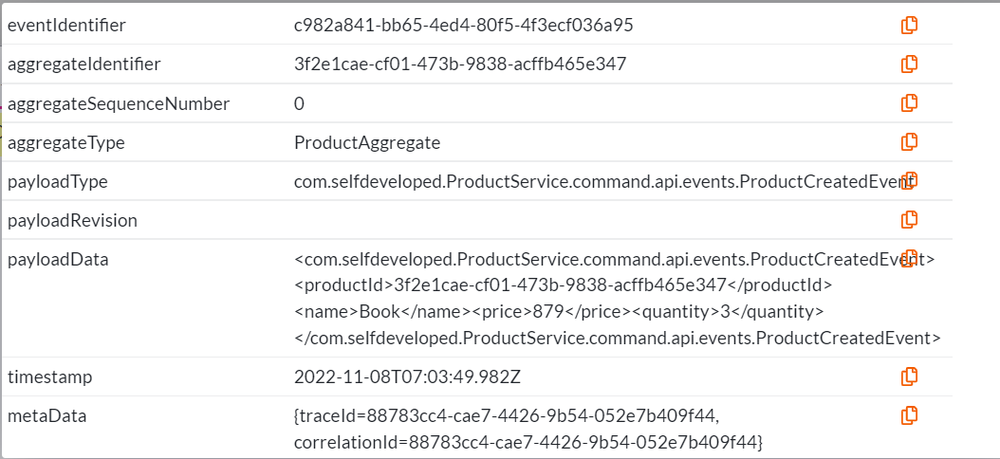 eventIdentifier c982a841-bb65-4ed4-80f5-4f3ecf036a95
aggregateIdentifier 3f2e1cae-cf01-473b-9838-acffb465e347
aggregateSequenceNumber 0
aggregateType ProductAggregate
payloadType com.selfdeveloped.ProductService.command.api.events.ProductCreatedEvent
payloadRevision
payloadData <com.selfdeveloped.ProductService.command.api.events.ProductCreatedEvent>
<productId>3f2e1cae-cf01-473b-9838-acffb465e347</productId>
<name>Book</name><price>879</price><quantity>3</quantity>
</com.selfdeveloped.ProductService.command.api.events.ProductCreatedEvent>
timestamp 2022-11-08T07:03:49.982Z
metaData {traceId=88783cc4-cae7-4426-9b54-052e7b409f44,
correlationId=88783cc4-cae7-4426-9b54-052e7b409f44}